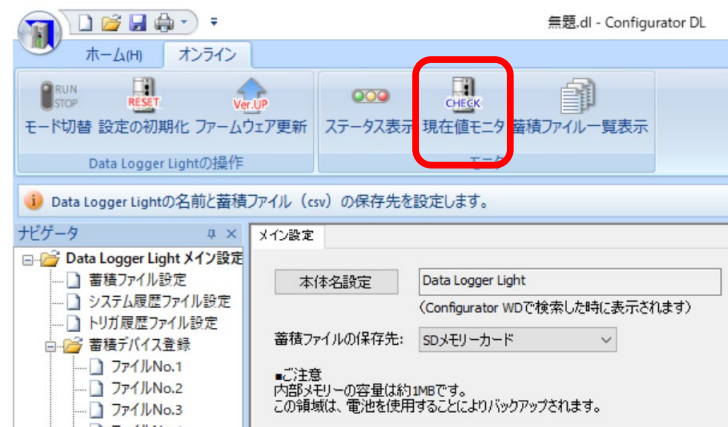 無題.dl - Configurator DL
ホーム(H) オンライン
RUN
STOP
RESET
Ver.UP
CHECK
モード切替 設定の初期化 ファームウェア更新 ステータス表示 現在値モニタ 蓄積ファイル一覧表示
Data Logger Lightの操作 モニタ
Data Logger Lightの名前と蓄積ファイル（csv）の保存先を設定します。
ナビゲータ
Data Logger Light メイン設定
蓄積ファイル設定
システム履歴ファイル設定
トリガ履歴ファイル設定
蓄積デバイス登録
ファイルNo.1
ファイルNo.2
ファイルNo.3
メイン設定
本体名設定 Data Logger Light
（Configurator WDで検索した時に表示されます）
蓄積ファイルの保存先: SDメモリーカード
■ご注意
内部メモリーの容量は約1MBです。
この領域は、電池を使用することによりバックアップされます。